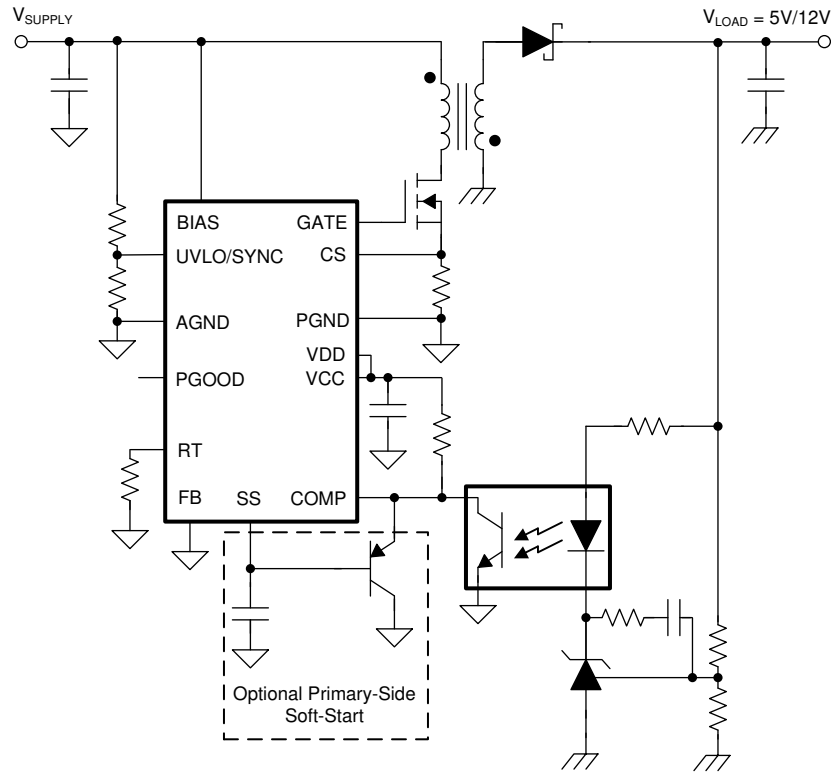 VSUPPLY
VLOAD = 5V/12V
BIAS
GATE
UVLO/SYNC
CS
AGND
PGND
VDD
PGOOD
VCC
RT
FB
SS
COMP
Optional Primary-Side
Soft-Start